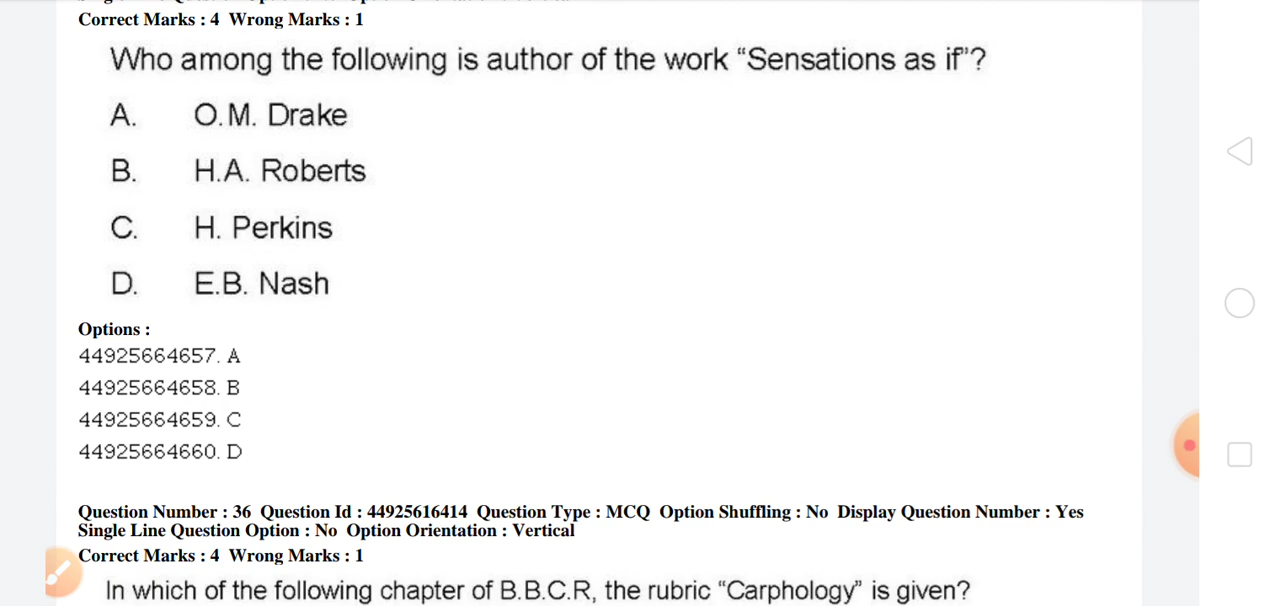 Correct Marks : 4 Wrong Marks : 1
Who among the following is author of the work “Sensations as if”?
A. O.M. Drake
B. H.A. Roberts
C. H. Perkins
D. E.B. Nash
Options :
44925664657. A
44925664658. B
44925664659. C
44925664660. D
Question Number : 36 Question Id : 44925616414 Question Type : MCQ Option Shuffling : No Display Question Number : Yes
Single Line Question Option : No Option Orientation : Vertical
Correct Marks : 4 Wrong Marks : 1
In which of the following chapter of B.B.C.R, the rubric “Carphology” is given?